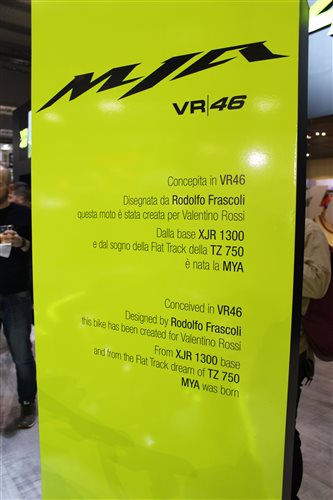 MYA
VR|46
Concepita in VR46
Disegnata da Rodolfo Frascoli
questa moto è stata creata per Valentino Rossi
Dalla base XJR 1300
e dal sogno della Flat Track della TZ 750
è nata la MYA
Conceived in VR46
Designed by Rodolfo Frascoli
this bike has been created for Valentino Rossi
From XJR 1300 base
and from the Flat Track dream of TZ 750
MYA was born